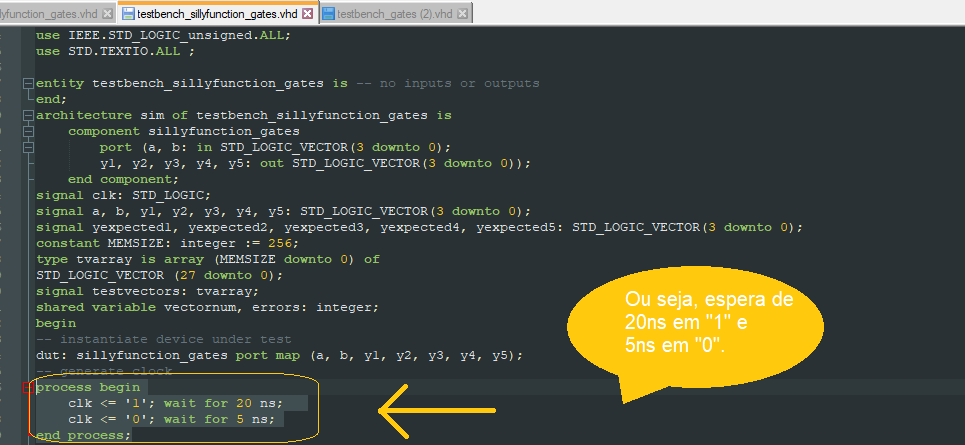 lyfunction_gates.vhd testbench_sillyfunction_gates.vhd testbench_gates (2).vhd
use IEEE.STD_LOGIC_unsigned.ALL;
use STD.TEXTIO.ALL ;
entity testbench_sillyfunction_gates is -- no inputs or outputs
end;
architecture sim of testbench_sillyfunction_gates is
component sillyfunction_gates
port (a, b: in STD_LOGIC_VECTOR(3 downto 0);
y1, y2, y3, y4, y5: out STD_LOGIC_VECTOR(3 downto 0));
end component;
signal clk: STD_LOGIC;
signal a, b, y1, y2, y3, y4, y5: STD_LOGIC_VECTOR(3 downto 0);
signal yexpected1, yexpected2, yexpected3, yexpected4, yexpected5: STD_LOGIC_VECTOR(3 downto 0);
constant MEMSIZE: integer := 256;
type tvarray is array (MEMSIZE downto 0) of
STD_LOGIC_VECTOR (27 downto 0);
signal testvectors: tvarray;
shared variable vectornum, errors: integer;
begin
-- instantiate device under test
dut: sillyfunction_gates port map (a, b, y1, y2, y3, y4, y5);
-- generate clock
process begin
clk <= '1'; wait for 20 ns;
clk <= '0'; wait for 5 ns;
end process;
Ou seja, espera de
20ns em "1" e
5ns em "0".